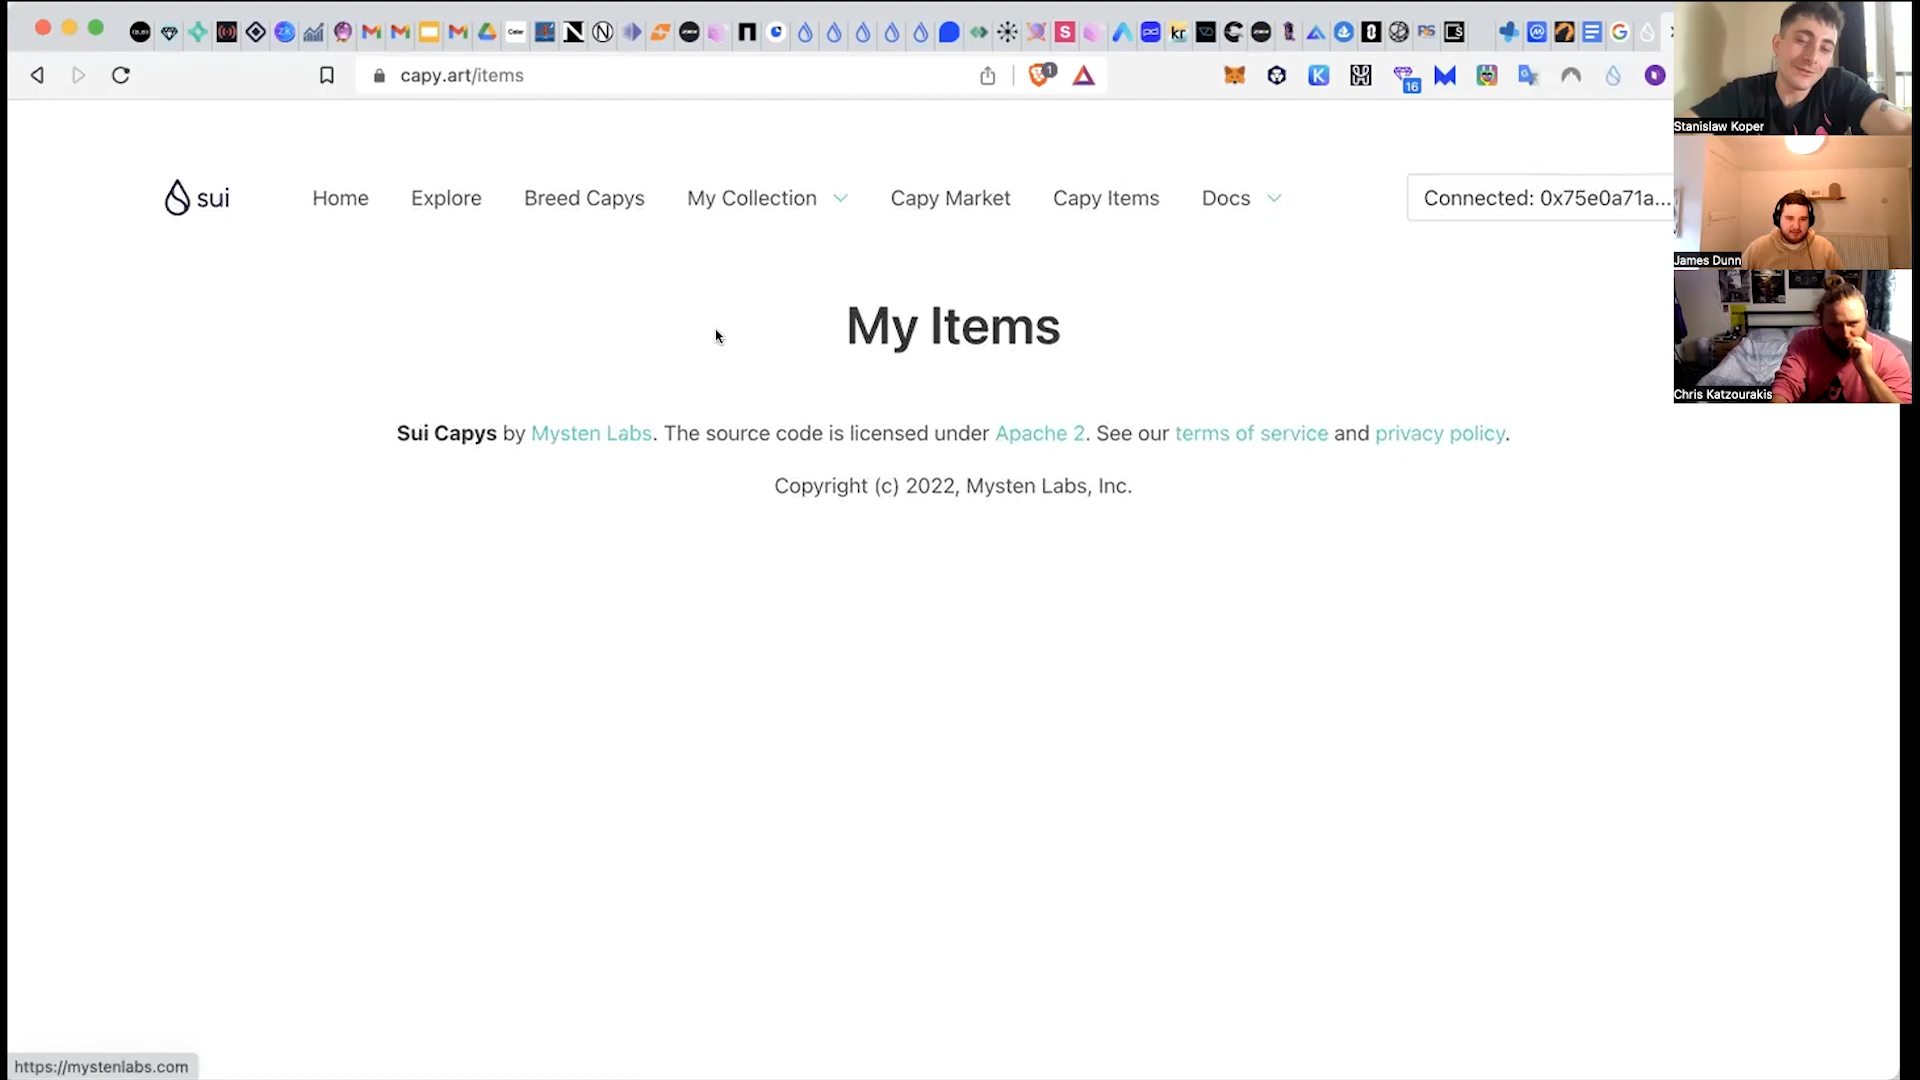 capy.art/items
1
16
sui
Home Explore Breed Capys My Collection Capy Market Capy Items Docs Connected: 0x75e0a71a...
My Items
Sui Capys by Mysten Labs. The source code is licensed under Apache 2. See our terms of service and privacy policy.
Copyright (c) 2022, Mysten Labs, Inc.
https://mystenlabs.com
Stanislaw Koper
James Dunn
Chris Katzourakis